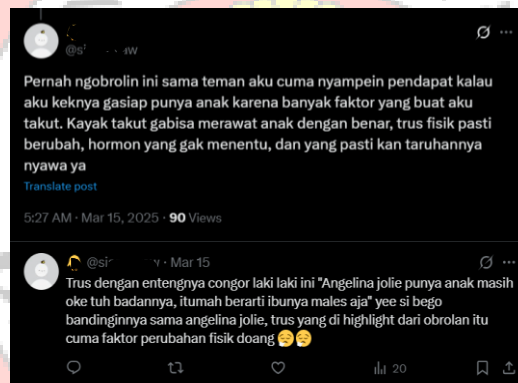 Pernah ngobrolin ini sama teman aku cuma nyampein pendapat kalau
aku keknya gasiap punya anak karena banyak faktor yang buat aku
takut. Kayak takut gabisa merawat anak dengan benar, trus fisik pasti
berubah, hormon yang gak menentu, dan yang pasti kan taruhannya
nyawa ya
Translate post
5:27 AM · Mar 15, 2025 · 90 Views
· Mar 15
Trus dengan entengnya congor laki laki ini "Angelina jolie punya anak masih
oke tuh badannya, itumah berarti ibunya males aja" yee si bego
bandinginnya sama angelina jolie, trus yang di highlight dari obrolan itu
cuma faktor perubahan fisik doang 😮‍💨😮‍💨
20